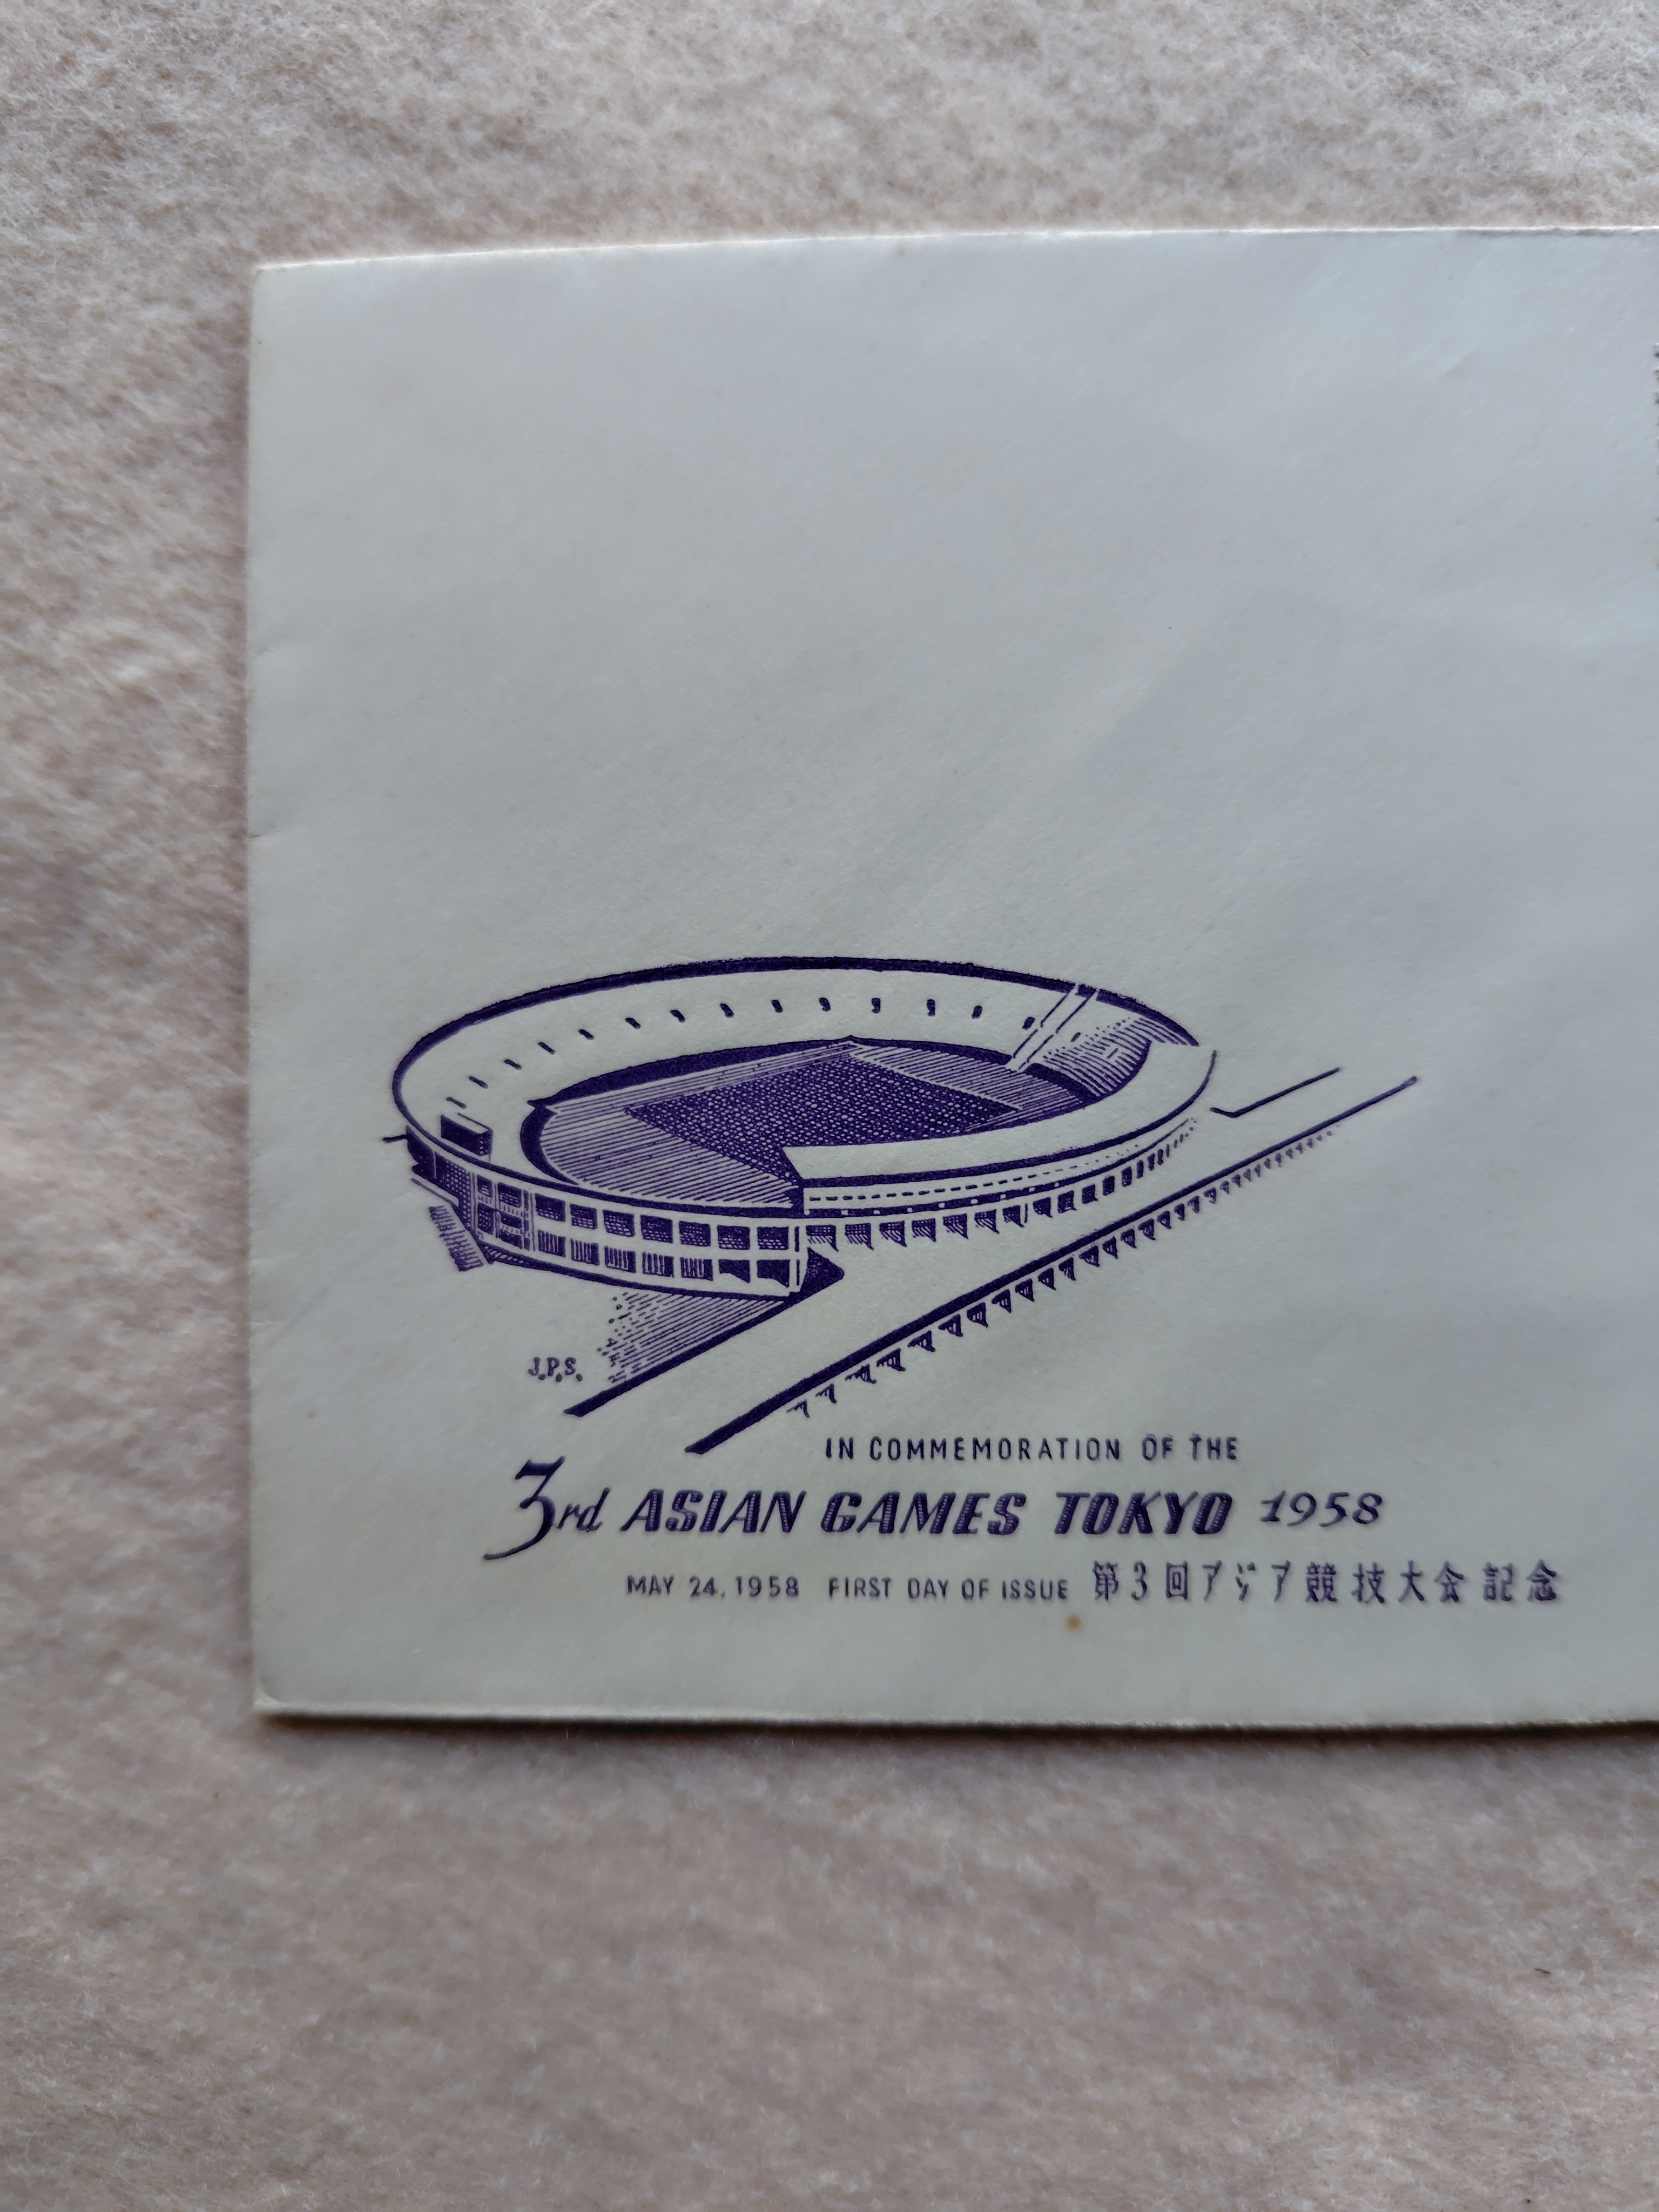 J.P.S.
IN COMMEMORATION OF THE
3rd ASIAN GAMES TOKYO 1958
MAY 24. 1958 FIRST DAY OF ISSUE 第3回アジア競技大会記念